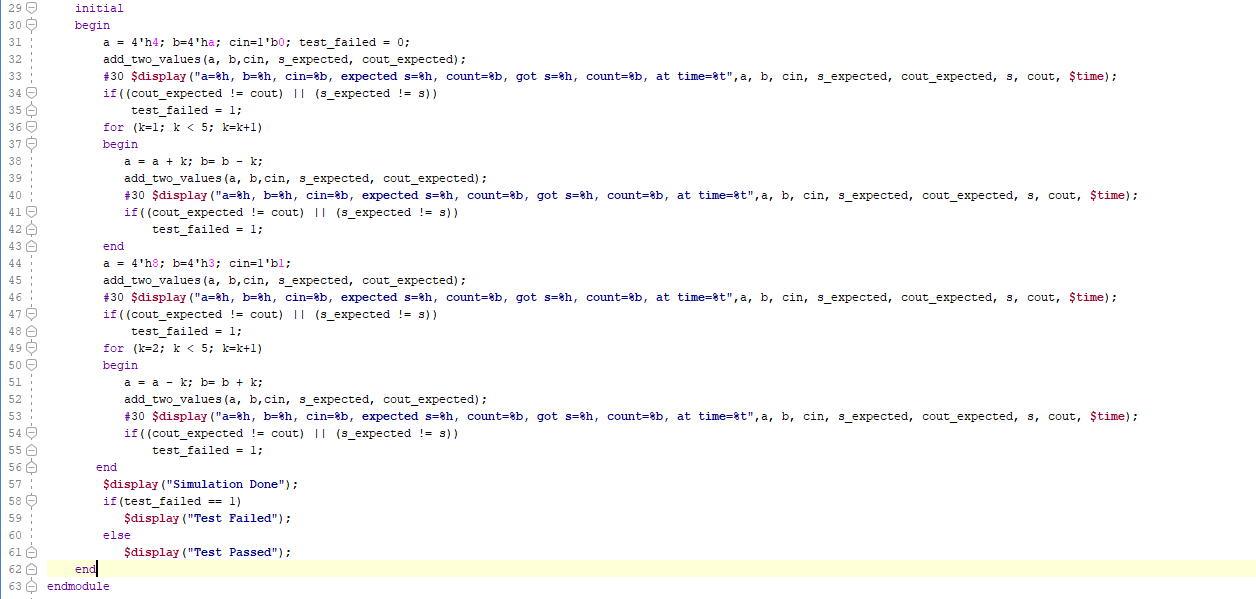 29 initial
30 begin
31 a = 4'h4; b=4'ha; cin=1'b0; test_failed = 0;
32 add_two_values(a, b,cin, s_expected, cout_expected);
33 #30 $display("a=%h, b=%h, cin=%b, expected s=%h, count=%b, got s=%h, count=%b, at time=%t",a, b, cin, s_expected, cout_expected, s, cout, $time);
34 if((cout_expected != cout) || (s_expected != s))
35 test_failed = 1;
36 for (k=1; k < 5; k=k+1)
37 begin
38 a = a + k; b= b - k;
39 add_two_values(a, b,cin, s_expected, cout_expected);
40 #30 $display("a=%h, b=%h, cin=%b, expected s=%h, count=%b, got s=%h, count=%b, at time=%t",a, b, cin, s_expected, cout_expected, s, cout, $time);
41 if((cout_expected != cout) || (s_expected != s))
42 test_failed = 1;
43 end
44 a = 4'h8; b=4'h3; cin=1'b1;
45 add_two_values(a, b,cin, s_expected, cout_expected);
46 #30 $display("a=%h, b=%h, cin=%b, expected s=%h, count=%b, got s=%h, count=%b, at time=%t",a, b, cin, s_expected, cout_expected, s, cout, $time);
47 if((cout_expected != cout) || (s_expected != s))
48 test_failed = 1;
49 for (k=2; k < 5; k=k+1)
50 begin
51 a = a - k; b= b + k;
52 add_two_values(a, b,cin, s_expected, cout_expected);
53 #30 $display("a=%h, b=%h, cin=%b, expected s=%h, count=%b, got s=%h, count=%b, at time=%t",a, b, cin, s_expected, cout_expected, s, cout, $time);
54 if((cout_expected != cout) || (s_expected != s))
55 test_failed = 1;
56 end
57 $display("Simulation Done");
58 if(test_failed == 1)
59 $display("Test Failed");
60 else
61 $display("Test Passed");
62 end
63 endmodule